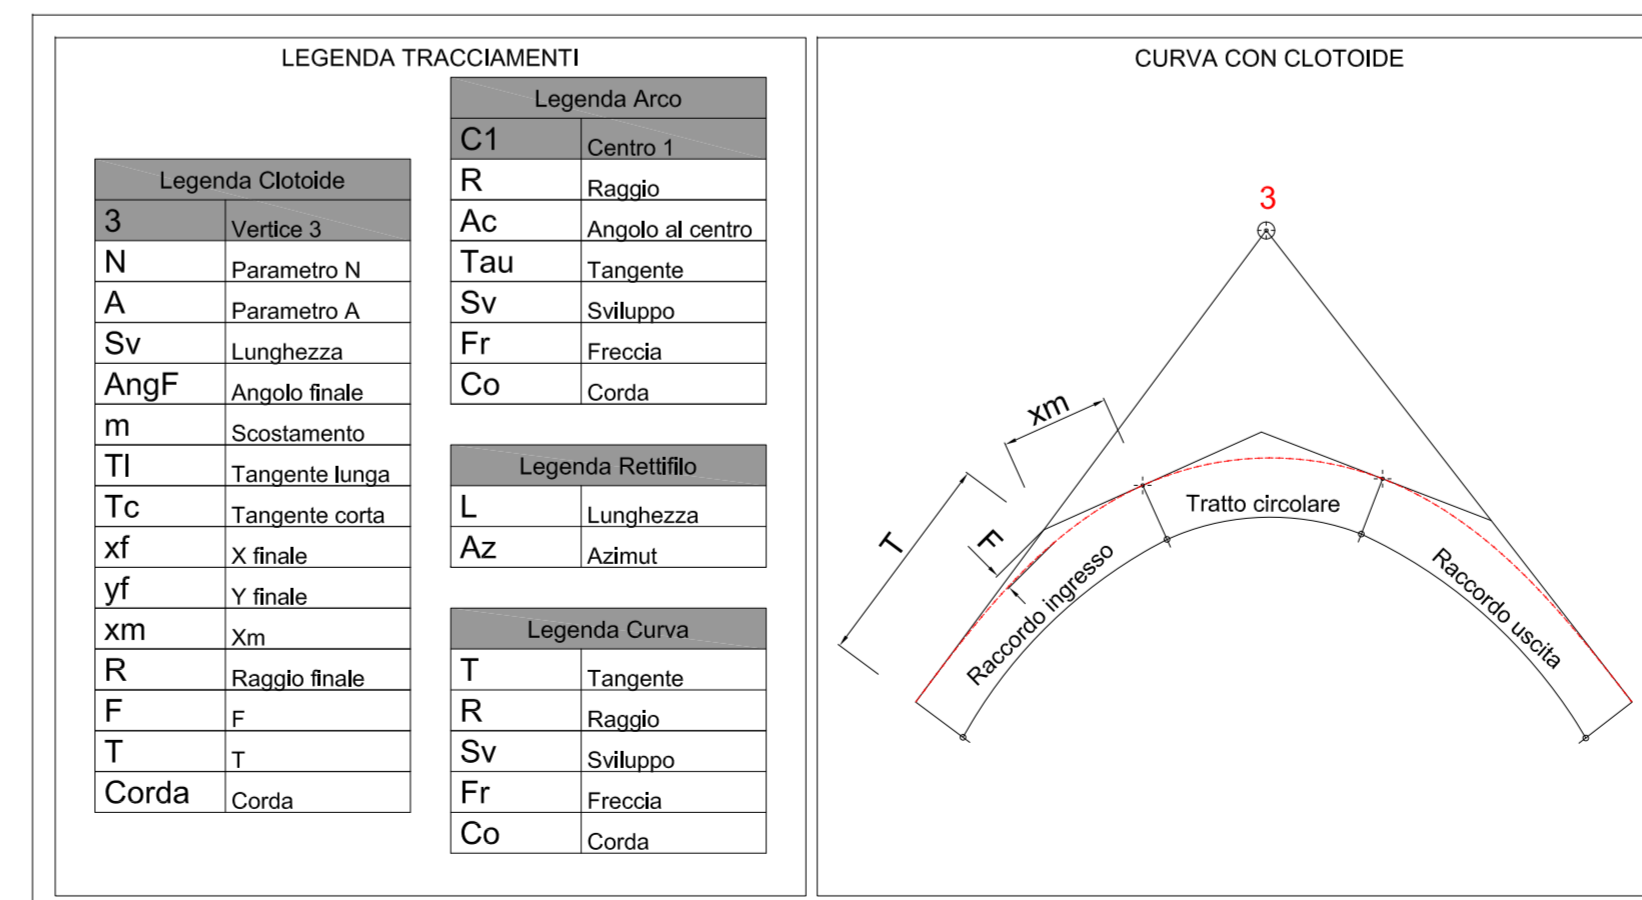 LEGENDA TRACCIAMENTI
Legenda Clotoide
3 Vertice 3
N Parametro N
A Parametro A
Sv Lunghezza
AngF Angolo finale
m Scostamento
Tl Tangente lunga
Tc Tangente corta
xf X finale
yf Y finale
xm Xm
R Raggio finale
F F
T T
Corda Corda
Legenda Arco
C1 Centro 1
R Raggio
Ac Angolo al centro
Tau Tangente
Sv Sviluppo
Fr Freccia
Co Corda
Legenda Rettifilo
L Lunghezza
Az Azimut
Legenda Curva
T Tangente
R Raggio
Sv Sviluppo
Fr Freccia
Co Corda
CURVA CON CLOTOIDE
3
xm
T
F
Tratto circolare
Raccordo ingresso
Raccordo uscita